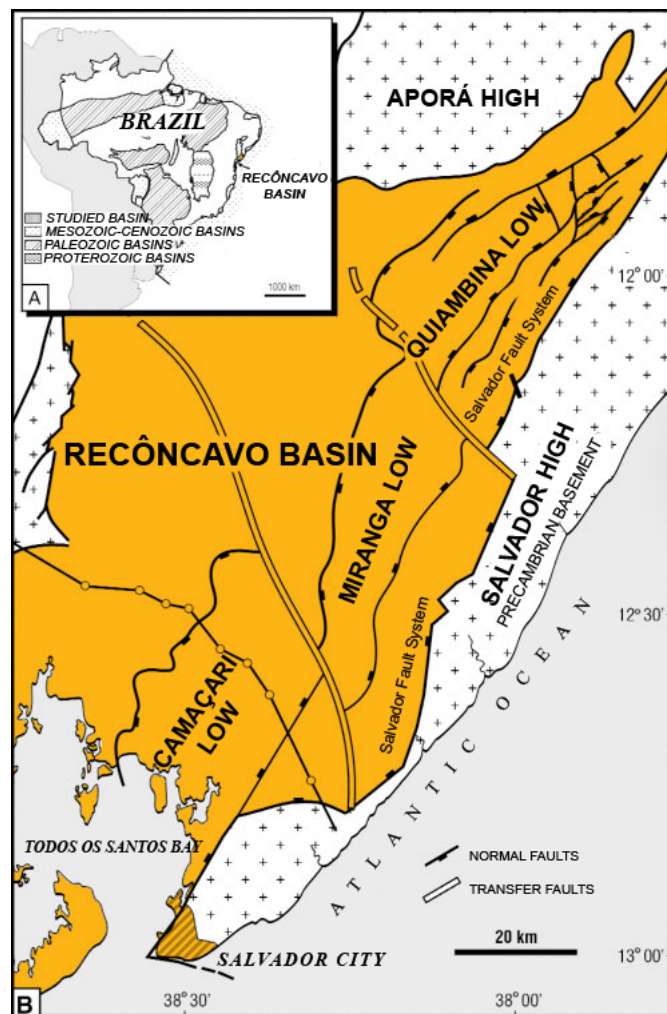 BRAZIL
RECÔNCAVO
BASIN
STUDIED BASIN
MESOZOIC-CENOZOIC BASINS
PALEOZOIC BASINS
PROTEROZOIC BASINS
1000 km
A
APORÁ HIGH
QUIAMBINA LOW
12° 00'
Salvador Fault System
RECÔNCAVO BASIN
MIRANGA LOW
SALVADOR HIGH
PRECAMBRIAN BASEMENT
12° 30'
Salvador Fault System
CAMAÇARI
LOW
ATLANTIC OCEAN
TODOS OS SANTOS BAY
NORMAL FAULTS
TRANSFER FAULTS
20 km
SALVADOR CITY
13° 00'
B
38° 30'
38° 00'